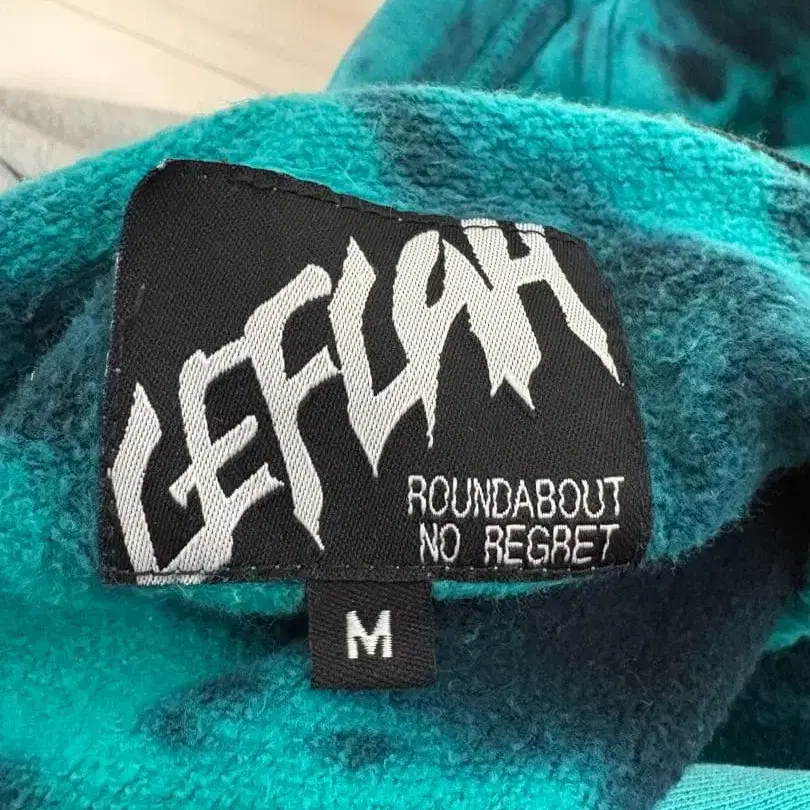 LEFLAH
ROUNDABOUT
NO REGRET
M